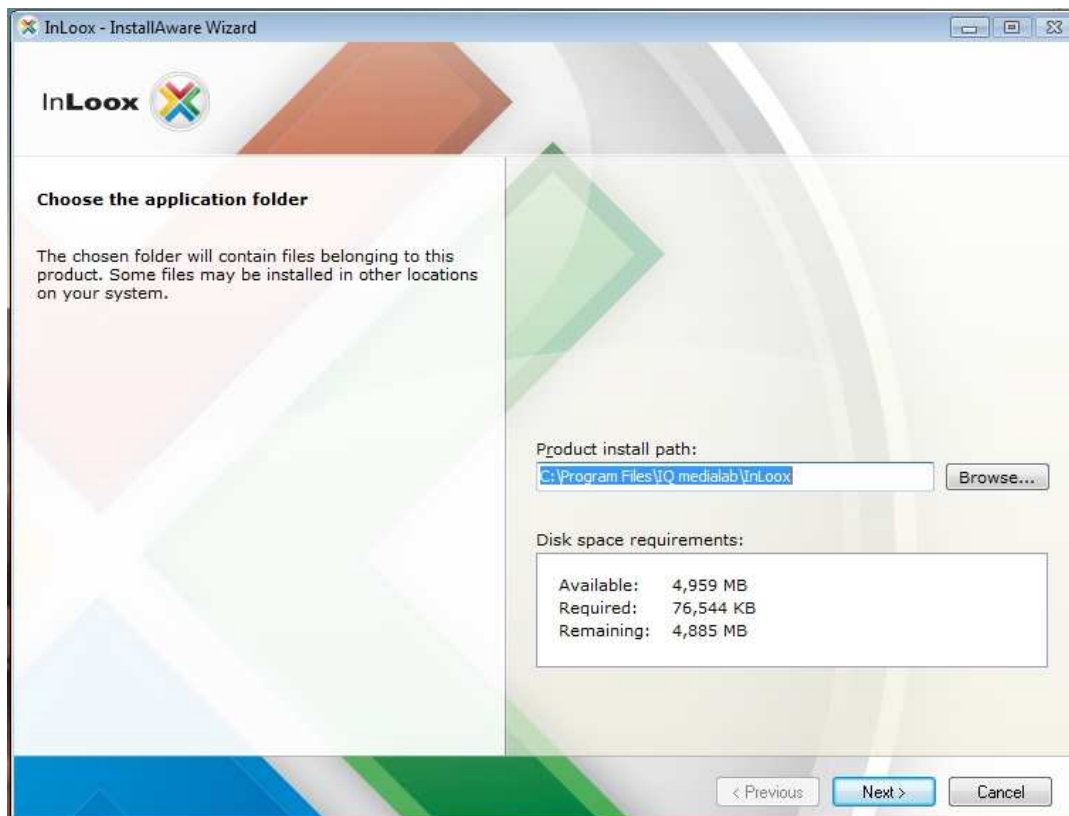 InLoox - InstallAware Wizard
InLoox
Choose the application folder
The chosen folder will contain files belonging to this
product. Some files may be installed in other locations
on your system.
Product install path:
C:\Program Files\IQ medialab\InLoox
Browse...
Disk space requirements:
Available: 4,959 MB
Required: 76,544 KB
Remaining: 4,885 MB
< Previous
Next >
Cancel